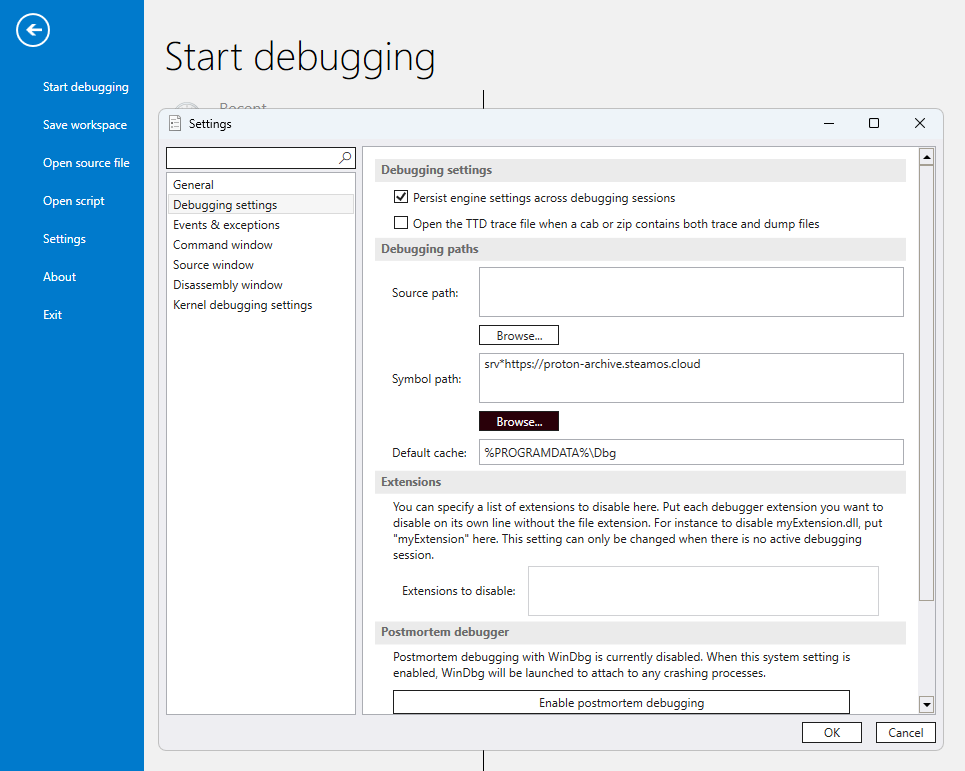 Start debugging
Start debugging
Save workspace
Open source file
Open script
Settings
About
Exit
Recent
Settings
General
Debugging settings
Events & exceptions
Command window
Source window
Disassembly window
Kernel debugging settings
Debugging settings
Persist engine settings across debugging sessions
Open the TTD trace file when a cab or zip contains both trace and dump files
Debugging paths
Source path:
Browse...
Symbol path:
srv*https://proton-archive.steamos.cloud
Browse...
Default cache:
%PROGRAMDATA%\Dbg
Extensions
You can specify a list of extensions to disable here. Put each debugger extension you want to
disable on its own line without the file extension. For instance to disable myExtension.dll, put
"myExtension" here. This setting can only be changed when there is no active debugging
session.
Extensions to disable:
Postmortem debugger
Postmortem debugging with WinDbg is currently disabled. When this system setting is
enabled, WinDbg will be launched to attach to any crashing processes.
Enable postmortem debugging
OK
Cancel